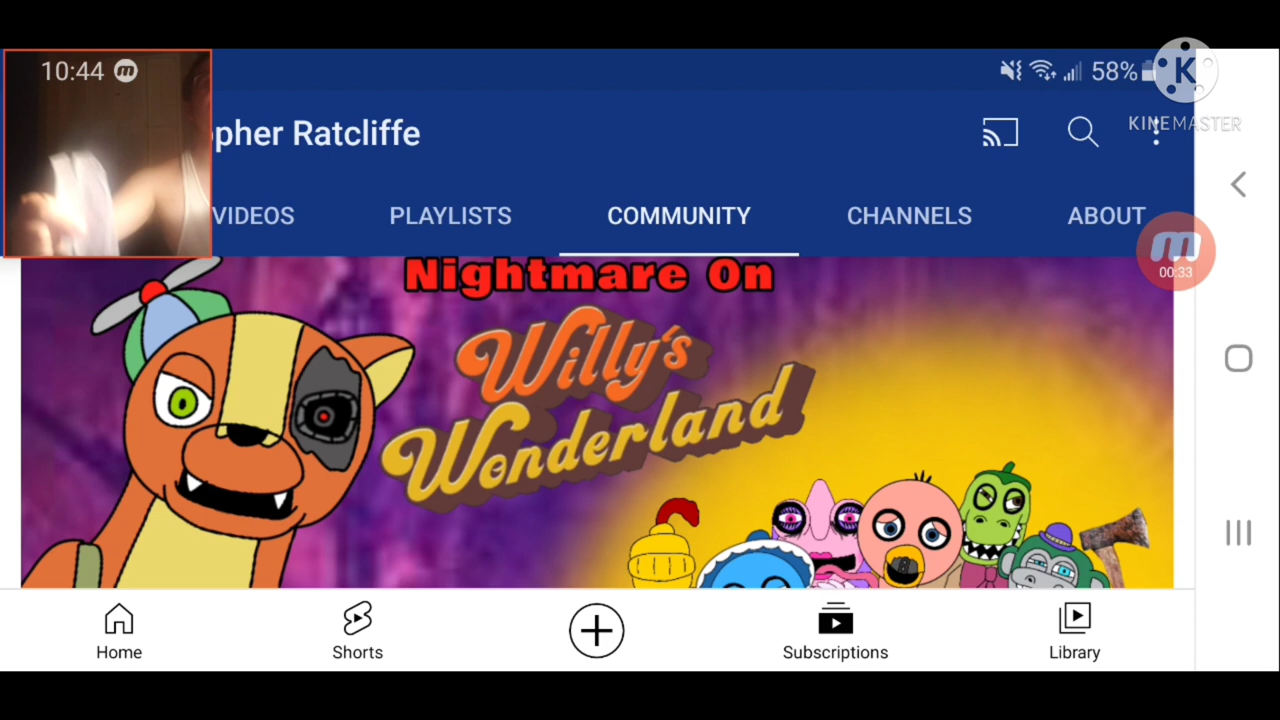 10:44 m
58%
K
KINEMASTER
pher Ratcliffe
VIDEOS PLAYLISTS COMMUNITY CHANNELS ABOUT
00:33
Nightmare On
Willy's
Wonderland
Home Shorts Subscriptions Library